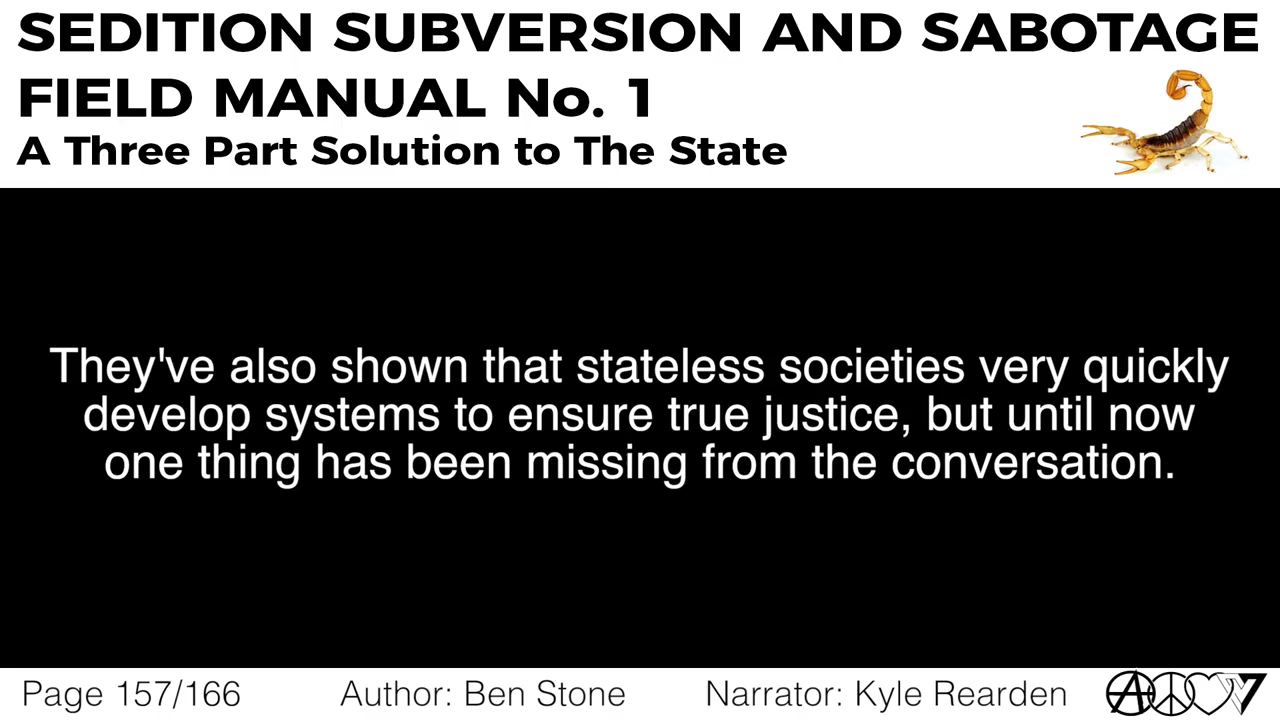 SEDITION SUBVERSION AND SABOTAGE
FIELD MANUAL No. 1
A Three Part Solution to The State
They've also shown that stateless societies very quickly
develop systems to ensure true justice, but until now
one thing has been missing from the conversation.
Page 157/166 Author: Ben Stone Narrator: Kyle Rearden